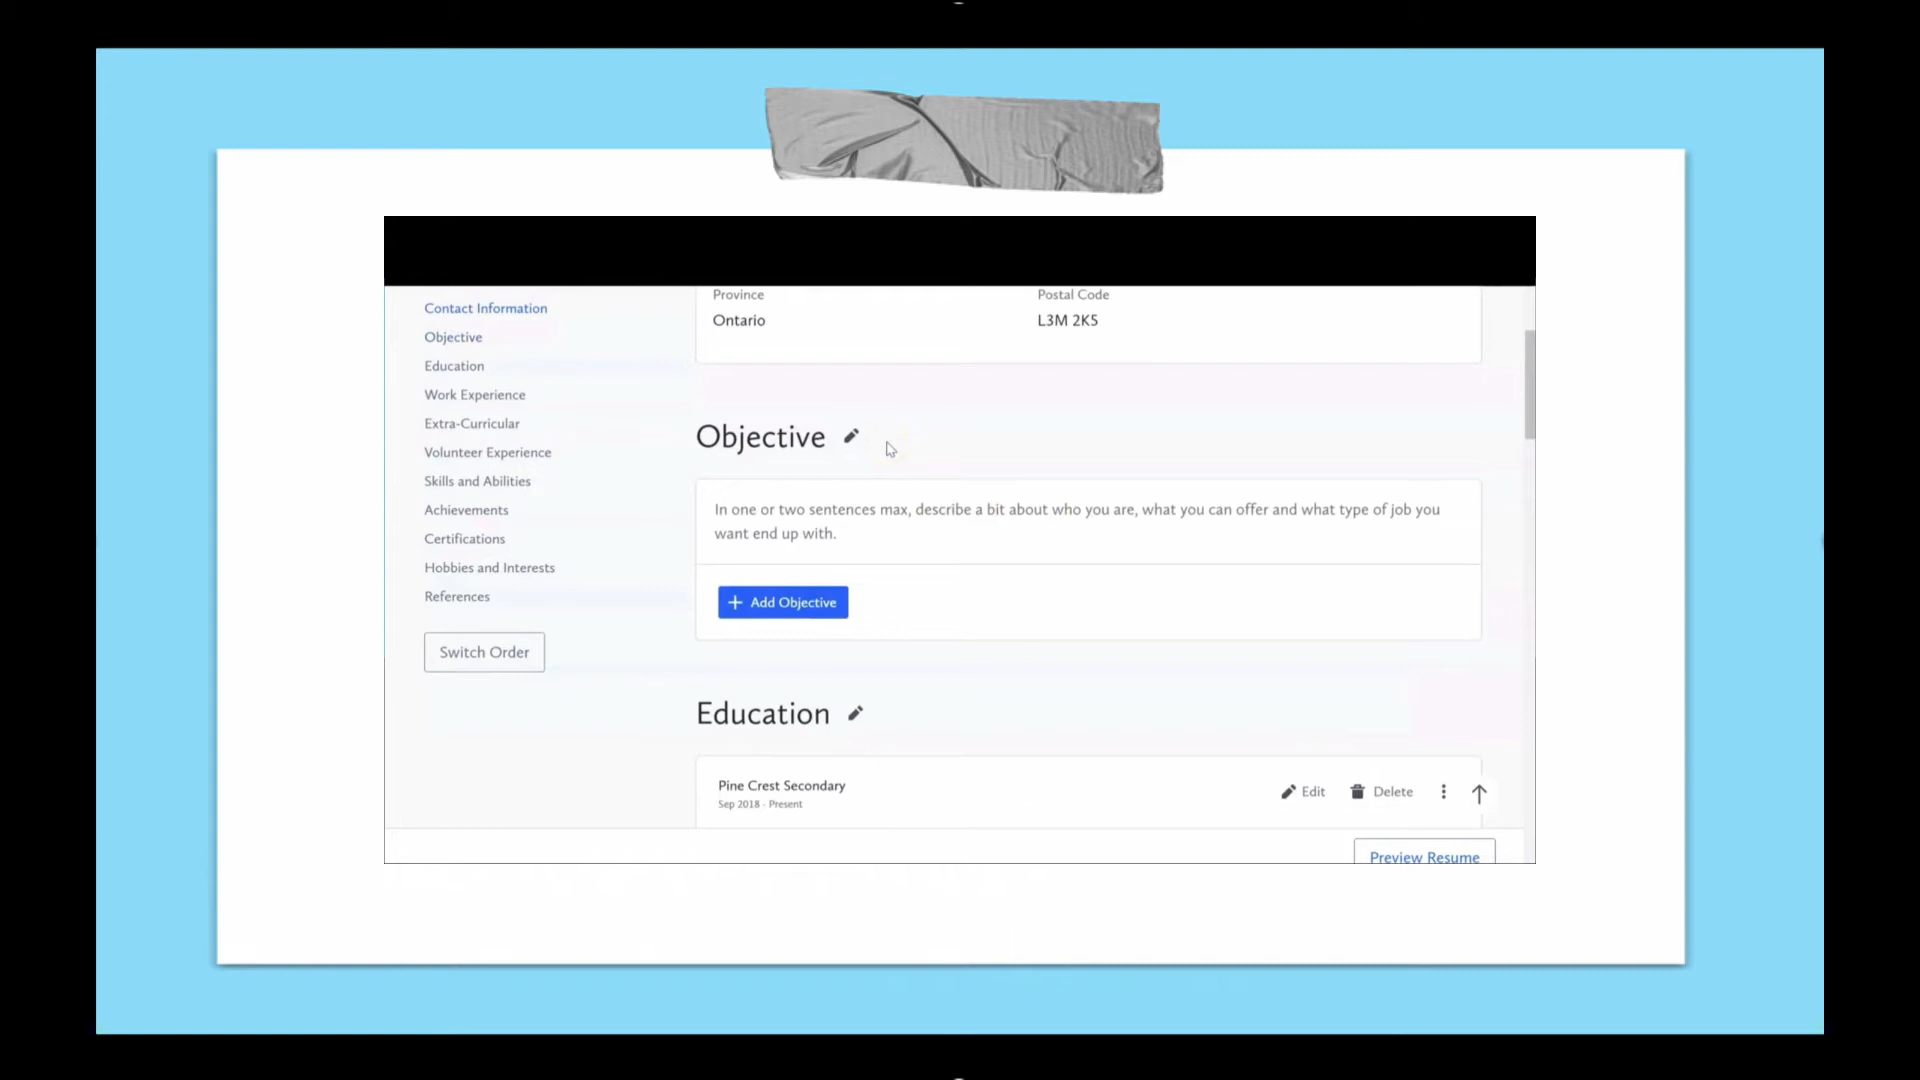 Contact Information
Objective
Education
Work Experience
Extra-Curricular
Volunteer Experience
Skills and Abilities
Achievements
Certifications
Hobbies and Interests
References
Switch Order
Province
Postal Code
Ontario
L3M 2K5
Objective
In one or two sentences max, describe a bit about who you are, what you can offer and what type of job you
want end up with.
Add Objective
Education
Pine Crest Secondary
Sep 2018 - Present
Edit
Delete
Preview Resume